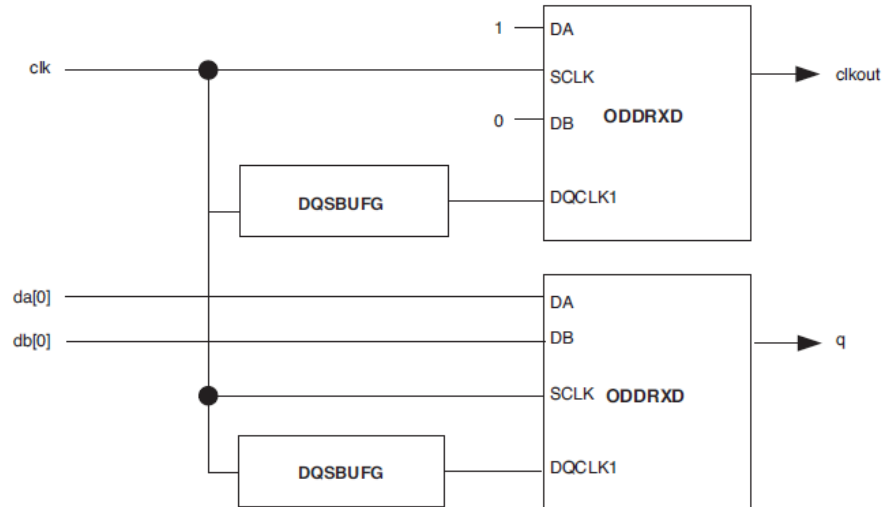 1 DA
clk SCLK clkout
0 DB ODDRXD
DQSBUFG DQCLK1
da[0] DA
db[0] DB q
SCLK ODDRXD
DQSBUFG DQCLK1